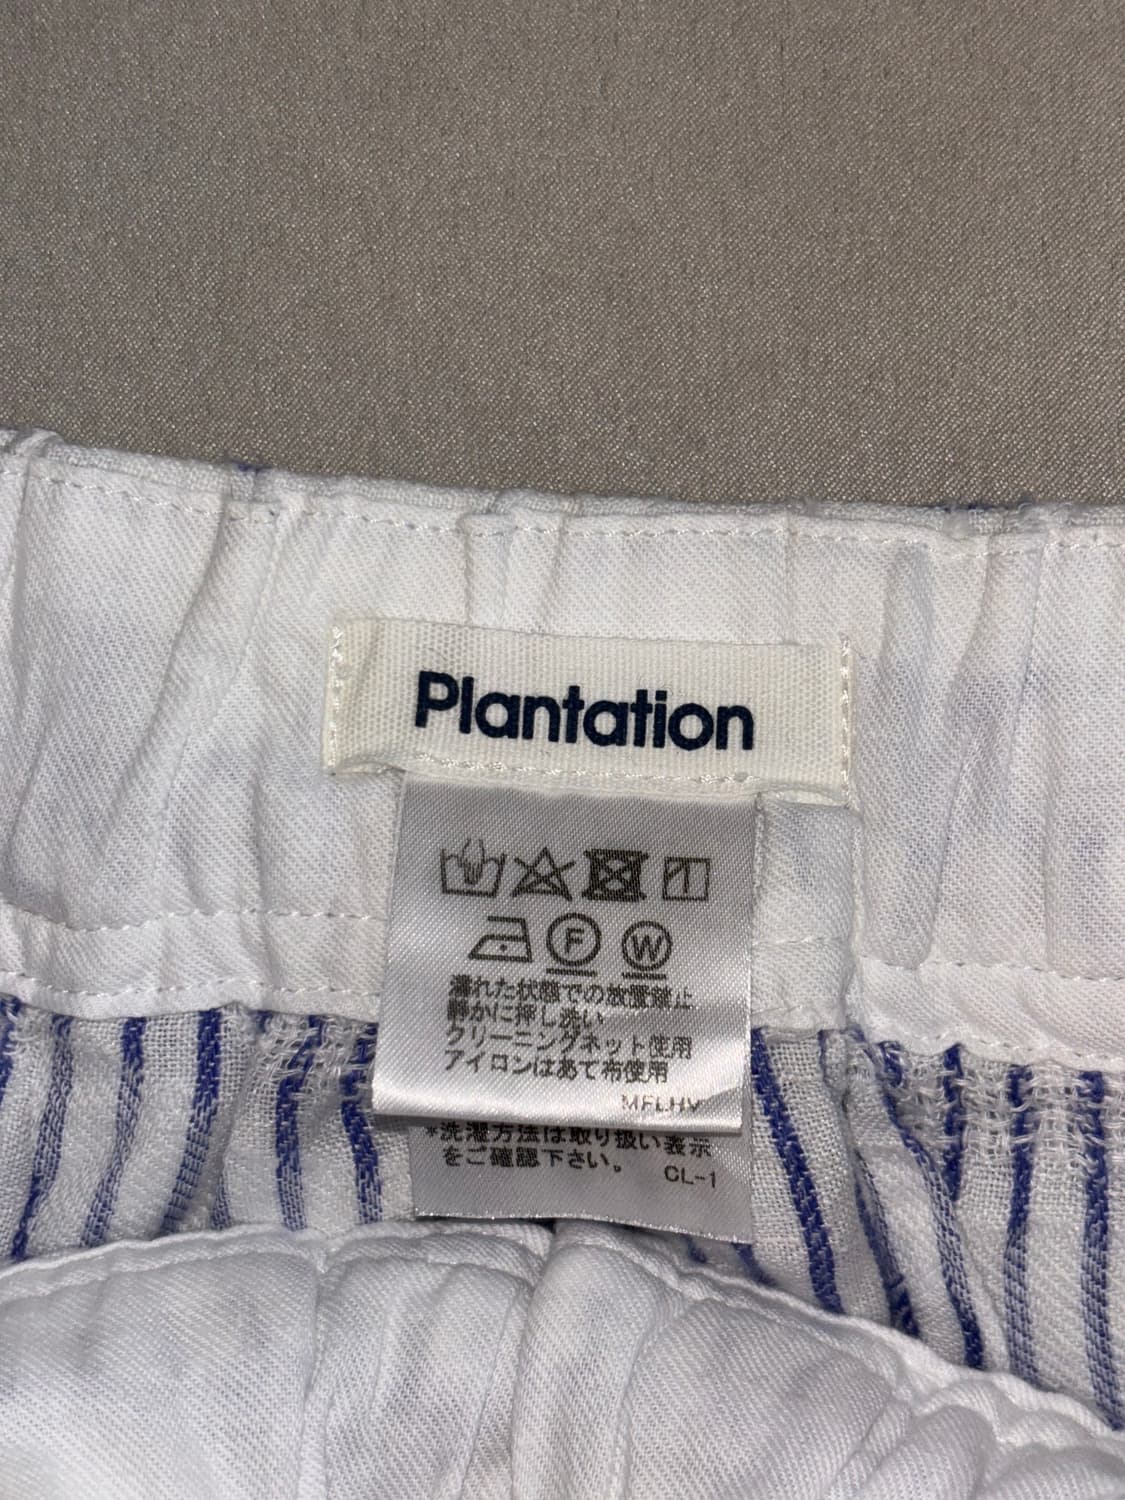 Plantation
F W
濡れた状態での放置禁止
静かに押し洗い
クリーニングネット使用
アイロンはあて布使用
MFLHV
*洗濯方法は取り扱い表示
をご確認下さい。 CL-1